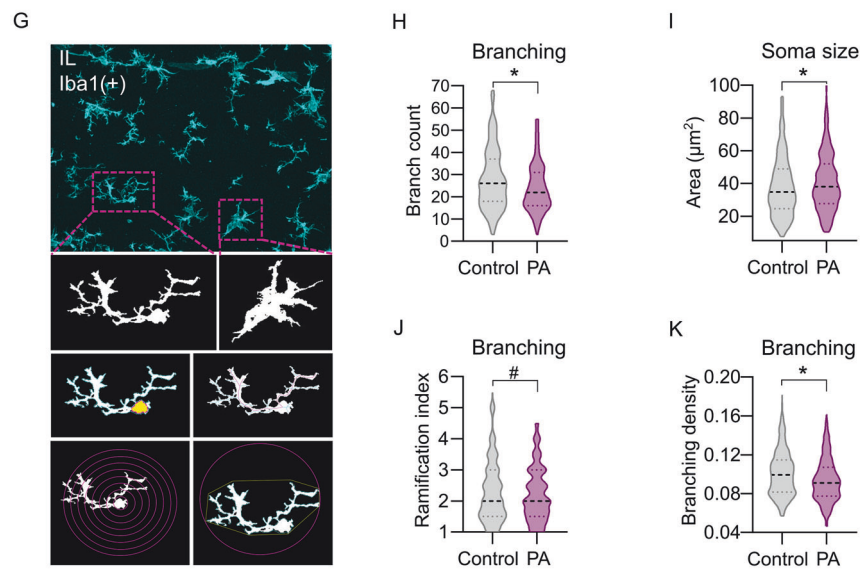 G
IL
Iba1(+)
H
Branching
*
Branch count
70
60
50
40
30
20
10
0
Control PA
I
Soma size
*
Area (µm²)
100
80
60
40
20
Control PA
J
Branching
#
Ramification index
6
5
4
3
2
1
Control PA
K
Branching
*
Branching density
0.20
0.16
0.12
0.08
0.04
Control PA